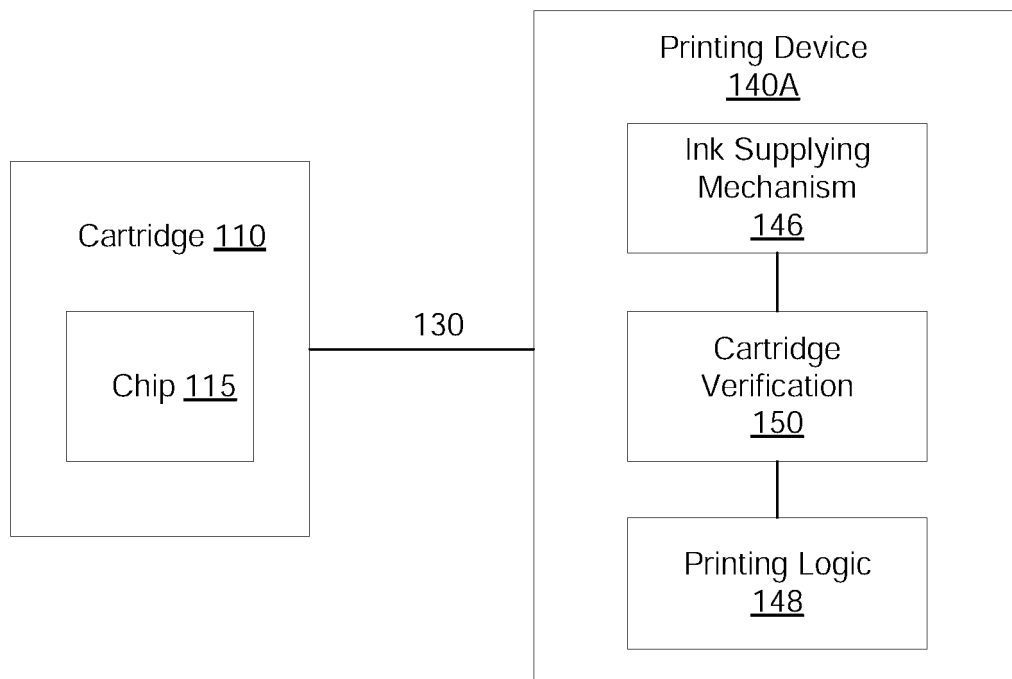 Cartridge 110
Chip 115
130
Printing Device
140A
Ink Supplying
Mechanism
146
Cartridge
Verification
150
Printing Logic
148